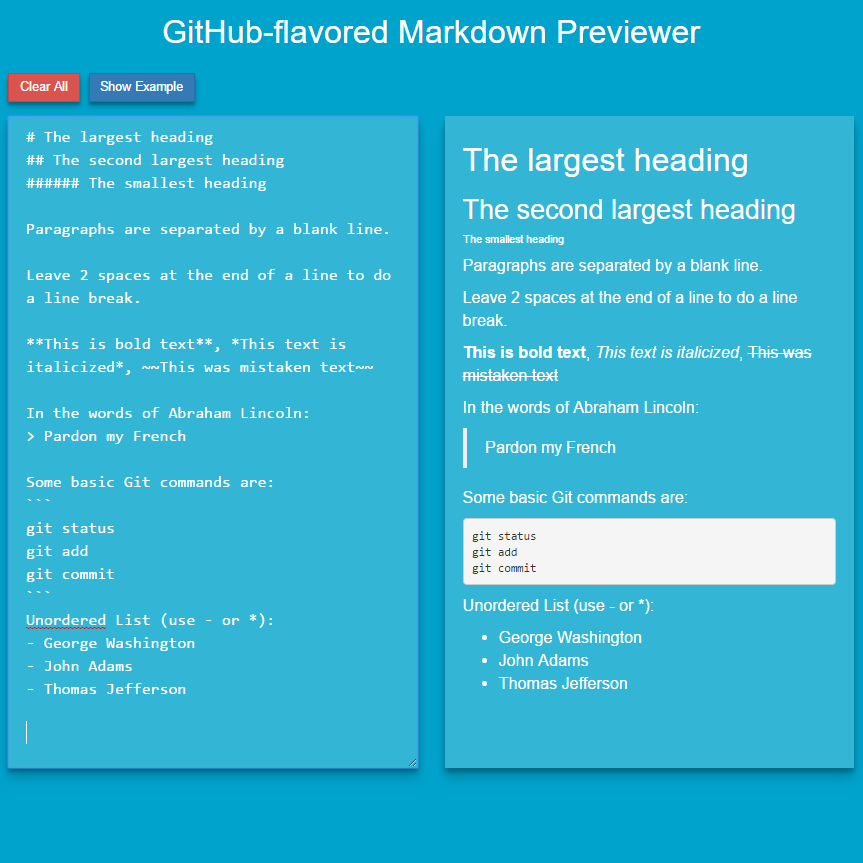 GitHub-flavored Markdown Previewer
Clear All
Show Example
# The largest heading
## The second largest heading
###### The smallest heading
Paragraphs are separated by a blank line.
Leave 2 spaces at the end of a line to do
a line break.
**This is bold text**, *This text is
italicized*, ~~This was mistaken text~~
In the words of Abraham Lincoln:
> Pardon my French
Some basic Git commands are:
```
git status
git add
git commit
```
Unordered List (use - or *):
- George Washington
- John Adams
- Thomas Jefferson
The largest heading
The second largest heading
The smallest heading
Paragraphs are separated by a blank line.
Leave 2 spaces at the end of a line to do a line
break.
This is bold text, This text is italicized, This was
mistaken text
In the words of Abraham Lincoln:
Pardon my French
Some basic Git commands are:
git status
git add
git commit
Unordered List (use - or *):
• George Washington
• John Adams
• Thomas Jefferson